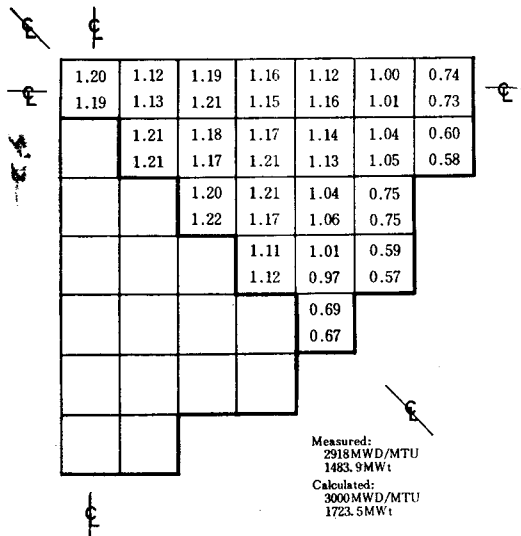 ℄ ℄
1.20 1.12 1.19 1.16 1.12 1.00 0.74
℄ ℄
1.19 1.13 1.21 1.15 1.16 1.01 0.73
1.21 1.18 1.17 1.14 1.04 0.60
1.21 1.17 1.21 1.13 1.05 0.58
1.20 1.21 1.04 0.75
1.22 1.17 1.06 0.75
1.11 1.01 0.59
1.12 0.97 0.57
0.69
0.67
℄
Measured:
2918MWD/MTU
1483.9MWt
Calculated:
3000MWD/MTU
1723.5MWt
℄